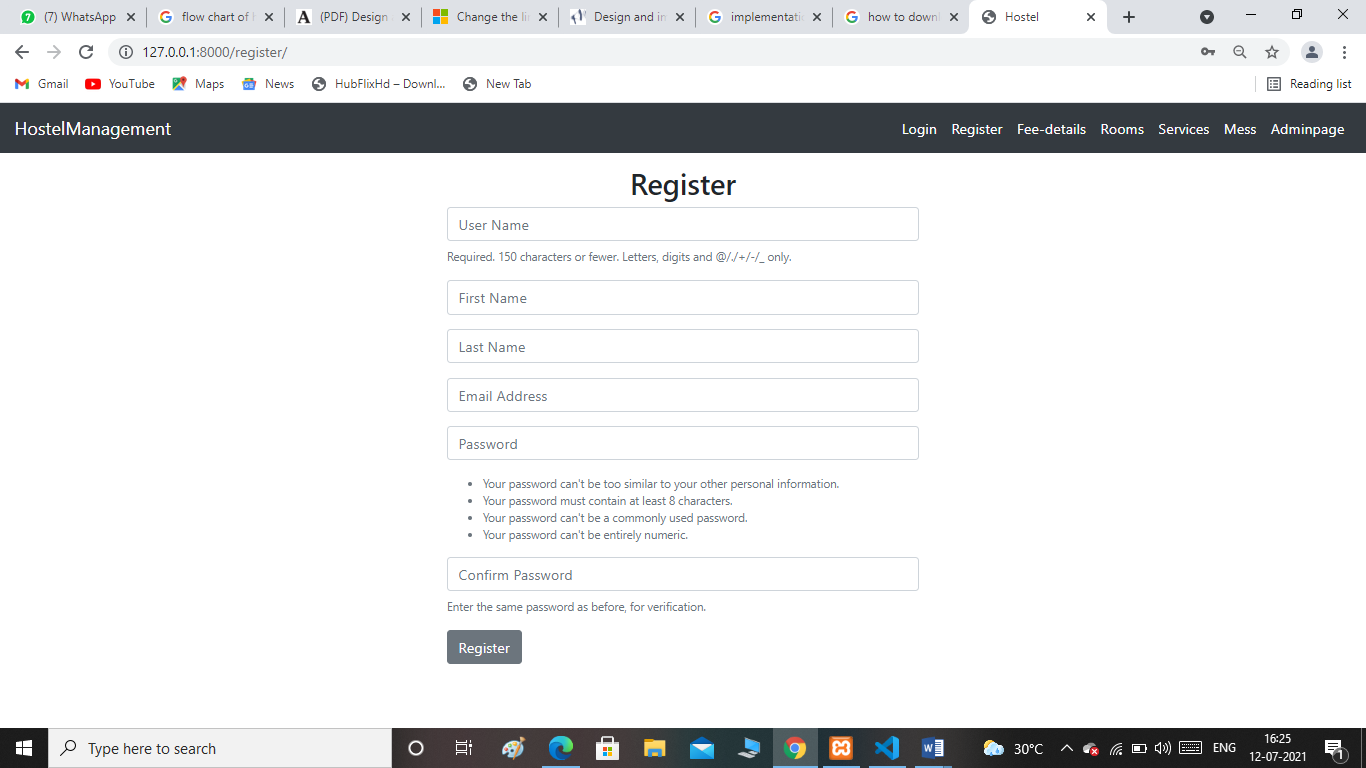 (7) WhatsApp
flow chart of h
(PDF) Design
Change the li
Design and im
implementati
how to downl
Hostel
127.0.0.1:8000/register/
Gmail
YouTube
Maps
News
HubFlixHd – Downl...
New Tab
Reading list
HostelManagement
Login
Register
Fee-details
Rooms
Services
Mess
Adminpage
Register
User Name
Required. 150 characters or fewer. Letters, digits and @/./+/-/_ only.
First Name
Last Name
Email Address
Password
• Your password can't be too similar to your other personal information.
• Your password must contain at least 8 characters.
• Your password can't be a commonly used password.
• Your password can't be entirely numeric.
Confirm Password
Enter the same password as before, for verification.
Register
Type here to search
30°C
ENG
16:25
12-07-2021
1